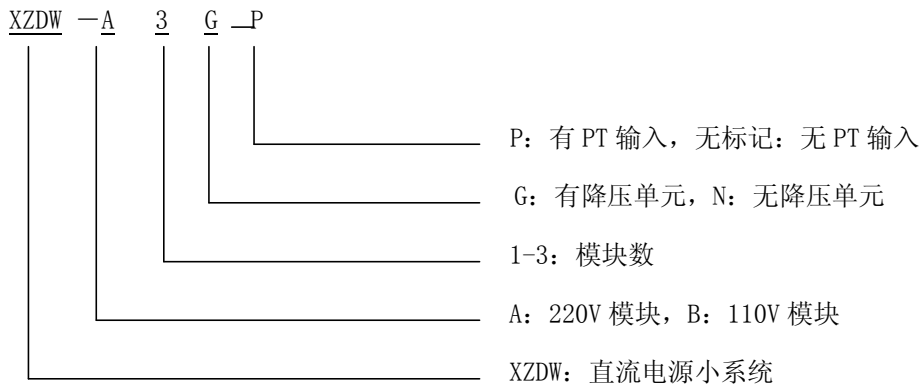 XZDW －A 3 G －P
P：有 PT 输入，无标记：无 PT 输入
G：有降压单元，N：无降压单元
1-3：模块数
A：220V 模块，B：110V 模块
XZDW：直流电源小系统